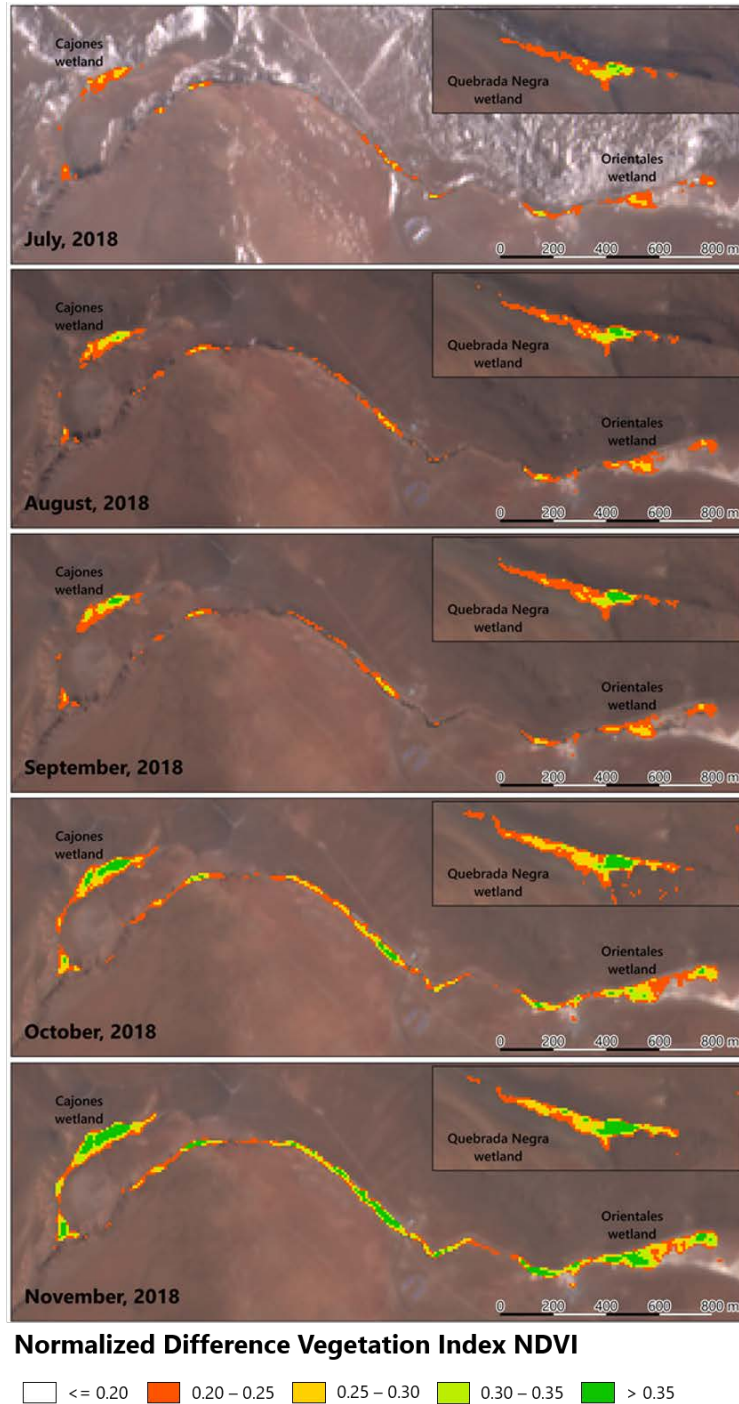 Cajones
wetland
Quebrada Negra
wetland
Orientales
wetland
July, 2018
0 200 400 600 800 m
Cajones
wetland
Quebrada Negra
wetland
Orientales
wetland
August, 2018
0 200 400 600 800 m
Cajones
wetland
Quebrada Negra
wetland
Orientales
wetland
September, 2018
0 200 400 600 800 m
Cajones
wetland
Quebrada Negra
wetland
Orientales
wetland
October, 2018
0 200 400 600 800 m
Cajones
wetland
Quebrada Negra
wetland
Orientales
wetland
November, 2018
0 200 400 600 800 m
Normalized Difference Vegetation Index NDVI
<= 0.20 0.20 – 0.25 0.25 – 0.30 0.30 – 0.35 > 0.35